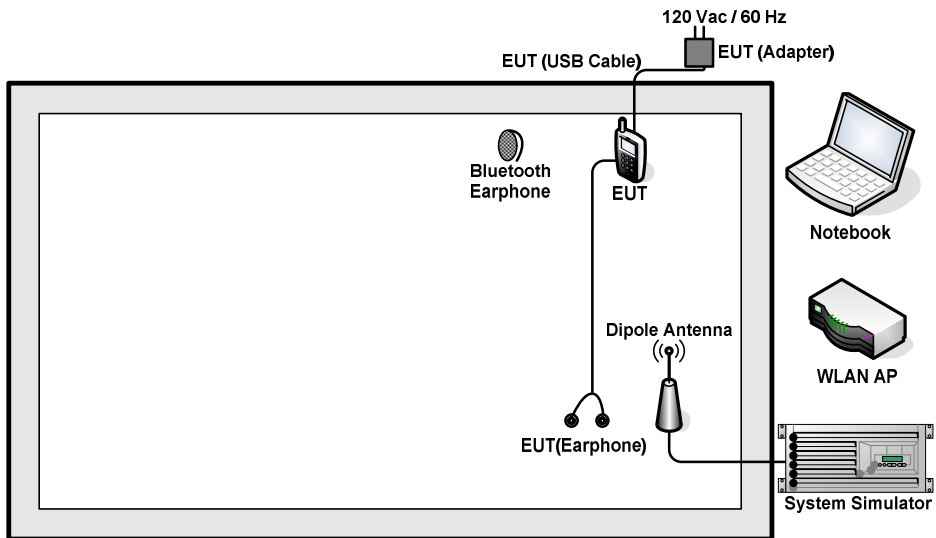 120 Vac / 60 Hz
EUT (Adapter)
EUT (USB Cable)
Bluetooth
Earphone
EUT
Notebook
Dipole Antenna
WLAN AP
EUT(Earphone)
System Simulator